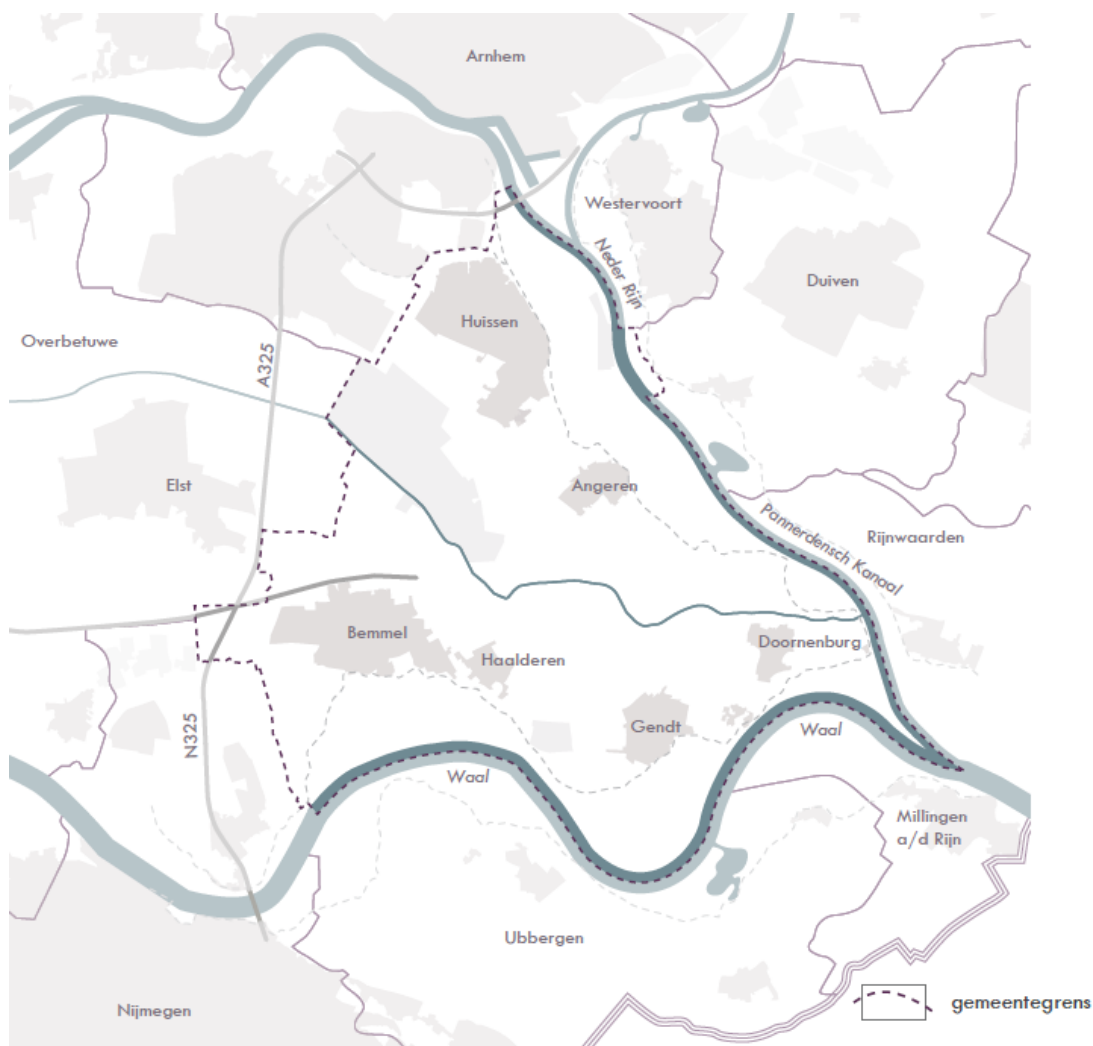 Arnhem
Westervoort
Neder Rijn
Duiven
Huissen
Overbetuwe
A325
Elst
Angeren
Pannerdensch Kanaal
Rijnwaarden
Bemmel
Haalderen
Doornenburg
Gendt
N325
Waal
Waal
Millingen
a/d Rijn
Ubbergen
Nijmegen
gemeentegrens